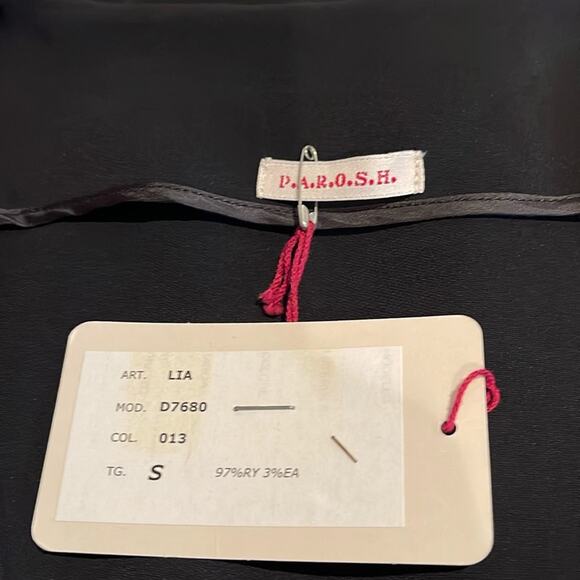 P.A.R.O.S.H.
ART. LIA
MOD. D7680
COL. 013
TG. S 97%RY 3%EA